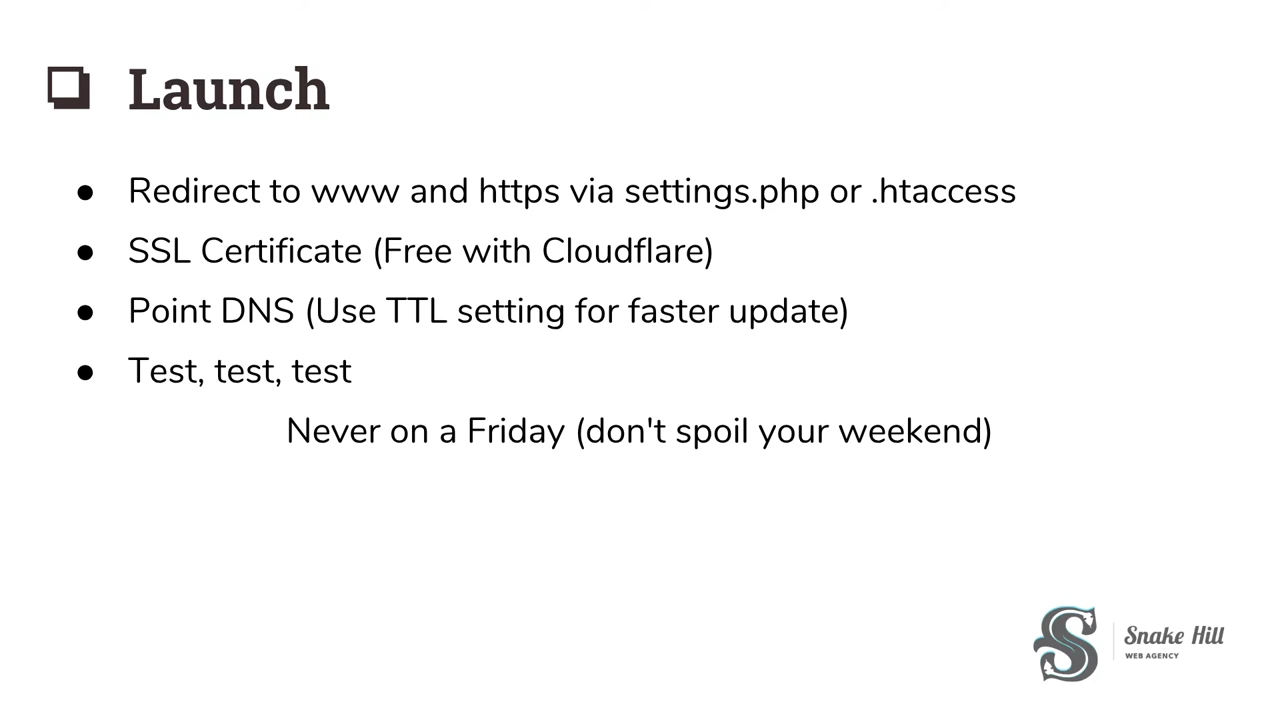 ❏ Launch
● Redirect to www and https via settings.php or .htaccess
● SSL Certificate (Free with Cloudflare)
● Point DNS (Use TTL setting for faster update)
● Test, test, test
Never on a Friday (don't spoil your weekend)
S
Snake Hill
WEB AGENCY